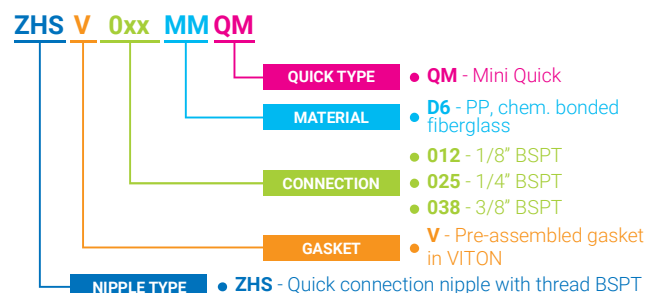 ZHS V 0xx MM QM
QUICK TYPE QM - Mini Quick
MATERIAL D6 - PP, chem. bonded
fiberglass
012 - 1/8” BSPT
CONNECTION 025 - 1/4” BSPT
038 - 3/8” BSPT
GASKET V - Pre-assembled gasket
in VITON
NIPPLE TYPE ZHS - Quick connection nipple with thread BSPT